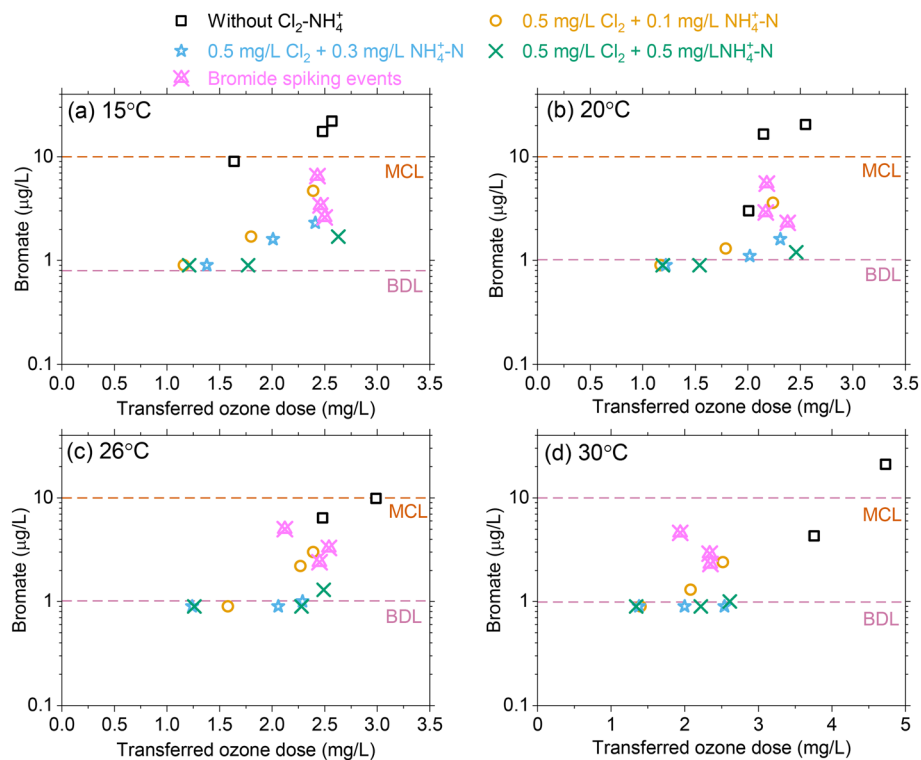 Without Cl₂-NH₄⁺
0.5 mg/L Cl₂ + 0.1 mg/L NH₄⁺-N
0.5 mg/L Cl₂ + 0.3 mg/L NH₄⁺-N
0.5 mg/L Cl₂ + 0.5 mg/LNH₄⁺-N
Bromide spiking events
(a) 15°C
Bromate (µg/L)
10
1
0.1
MCL
BDL
0.0 0.5 1.0 1.5 2.0 2.5 3.0 3.5
Transferred ozone dose (mg/L)
(b) 20°C
Bromate (µg/L)
10
1
0.1
MCL
BDL
0.0 0.5 1.0 1.5 2.0 2.5 3.0 3.5
Transferred ozone dose (mg/L)
(c) 26°C
Bromate (µg/L)
10
1
0.1
MCL
BDL
0.0 0.5 1.0 1.5 2.0 2.5 3.0 3.5
Transferred ozone dose (mg/L)
(d) 30°C
Bromate (µg/L)
10
1
0.1
MCL
BDL
0 1 2 3 4 5
Transferred ozone dose (mg/L)